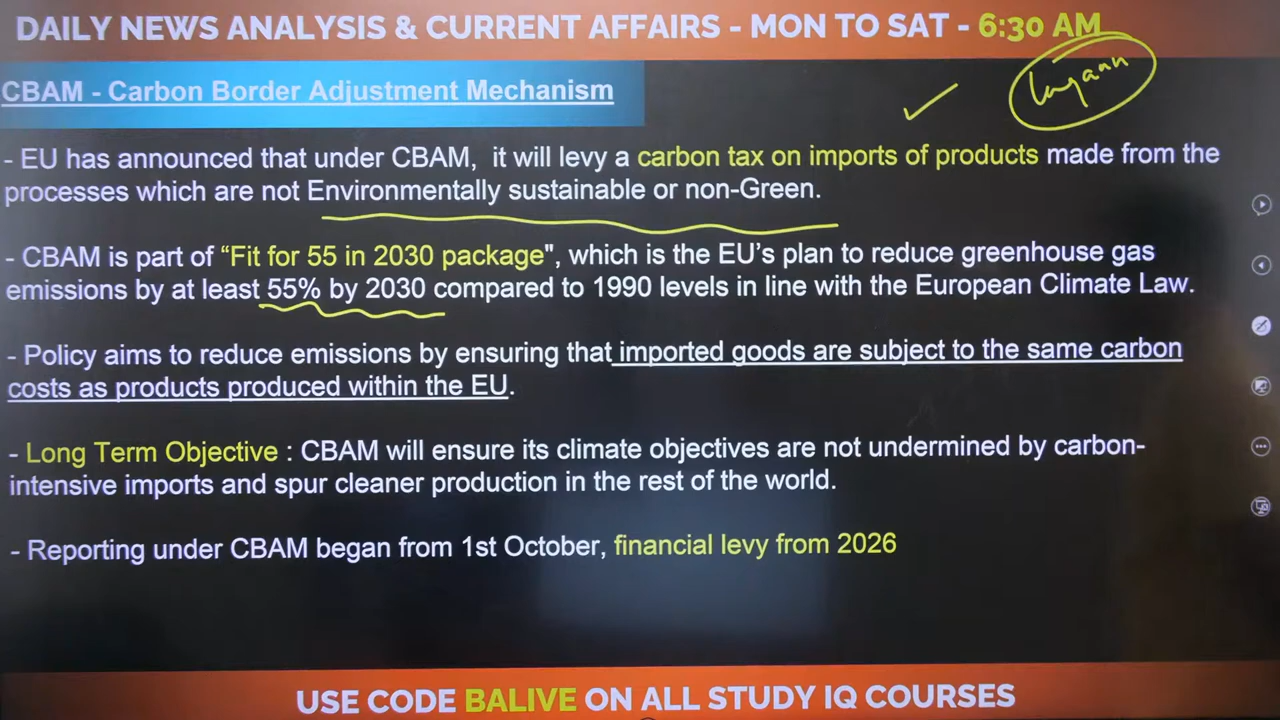 DAILY NEWS ANALYSIS & CURRENT AFFAIRS - MON TO SAT - 6:30 AM
CBAM - Carbon Border Adjustment Mechanism
- EU has announced that under CBAM, it will levy a carbon tax on imports of products made from the
processes which are not Environmentally sustainable or non-Green.
- CBAM is part of “Fit for 55 in 2030 package", which is the EU’s plan to reduce greenhouse gas
emissions by at least 55% by 2030 compared to 1990 levels in line with the European Climate Law.
- Policy aims to reduce emissions by ensuring that imported goods are subject to the same carbon
costs as products produced within the EU.
- Long Term Objective : CBAM will ensure its climate objectives are not undermined by carbon-
intensive imports and spur cleaner production in the rest of the world.
- Reporting under CBAM began from 1st October, financial levy from 2026
USE CODE BALIVE ON ALL STUDY IQ COURSES